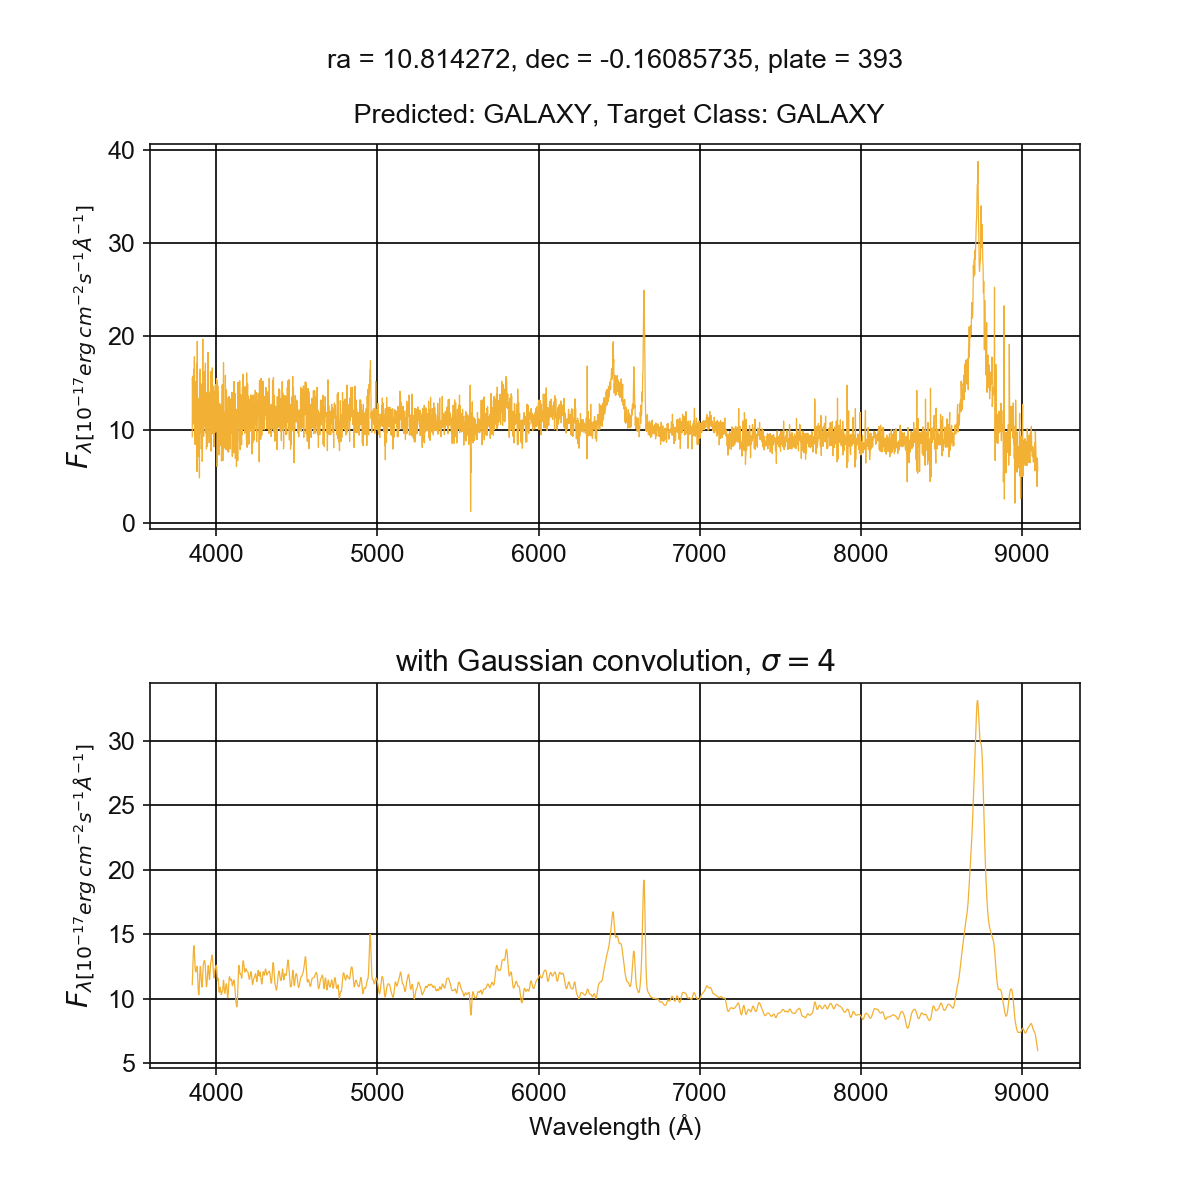 ra = 10.814272, dec = -0.16085735, plate = 393
Predicted: GALAXY, Target Class: GALAXY
40
30
20
10
0
F_λ[10⁻¹⁷erg cm⁻²s⁻¹Å⁻¹]
4000 5000 6000 7000 8000 9000
with Gaussian convolution, σ = 4
30
25
20
15
10
5
F_λ[10⁻¹⁷erg cm⁻²s⁻¹Å⁻¹]
4000 5000 6000 7000 8000 9000
Wavelength (Å)